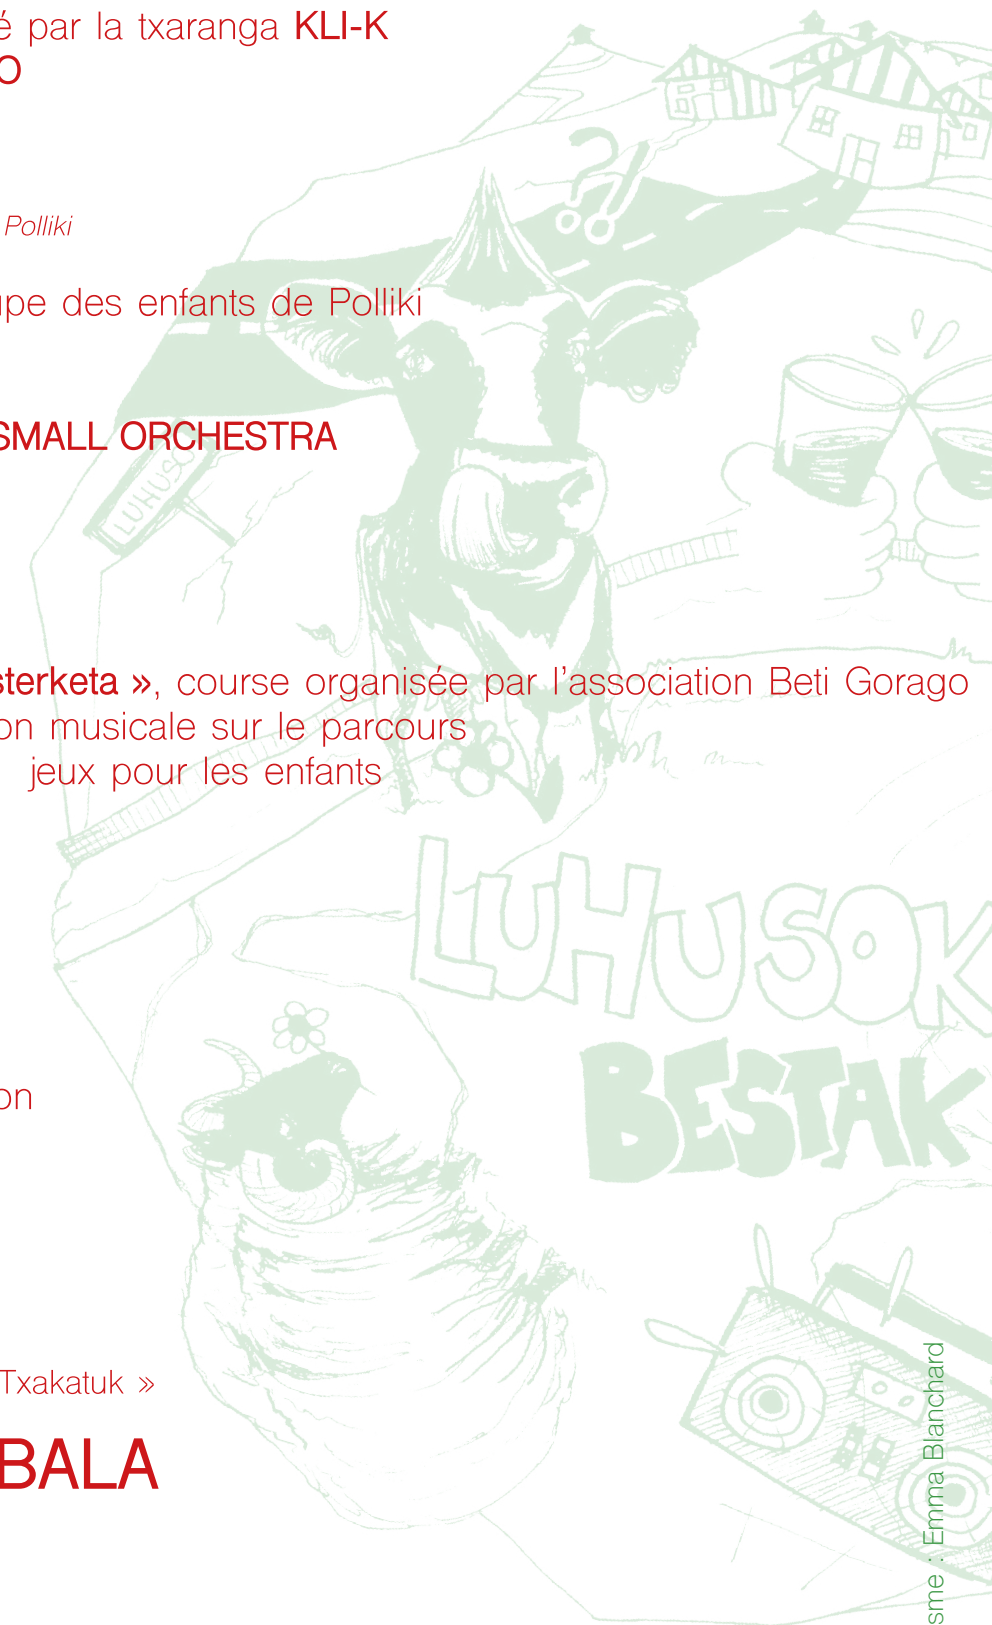 é par la txaranga KLI-K
O
Polliki
upe des enfants de Polliki
SMALL ORCHESTRA
LUHUSO
sterketa », course organisée par l’association Beti Gorago
on musicale sur le parcours
jeux pour les enfants
LUHUSOK
BESTAK
on
Txakatuk »
BALA
sme : Emma Blanchard